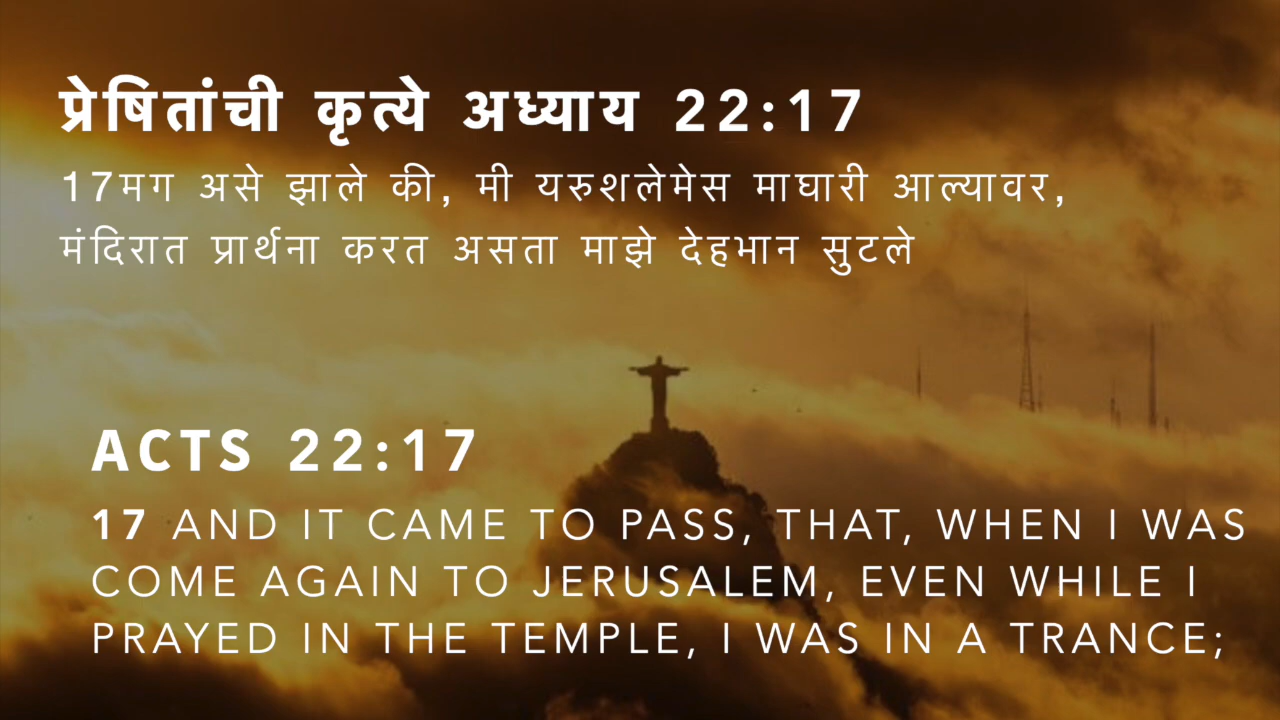 प्रेषितांची कृत्ये अध्याय 22:17
17मग असे झाले की, मी यरुशलेमेस माघारी आल्यावर,
मंदिरात प्रार्थना करत असता माझे देहभान सुटले
ACTS 22:17
17 AND IT CAME TO PASS, THAT, WHEN I WAS
COME AGAIN TO JERUSALEM, EVEN WHILE I
PRAYED IN THE TEMPLE, I WAS IN A TRANCE;